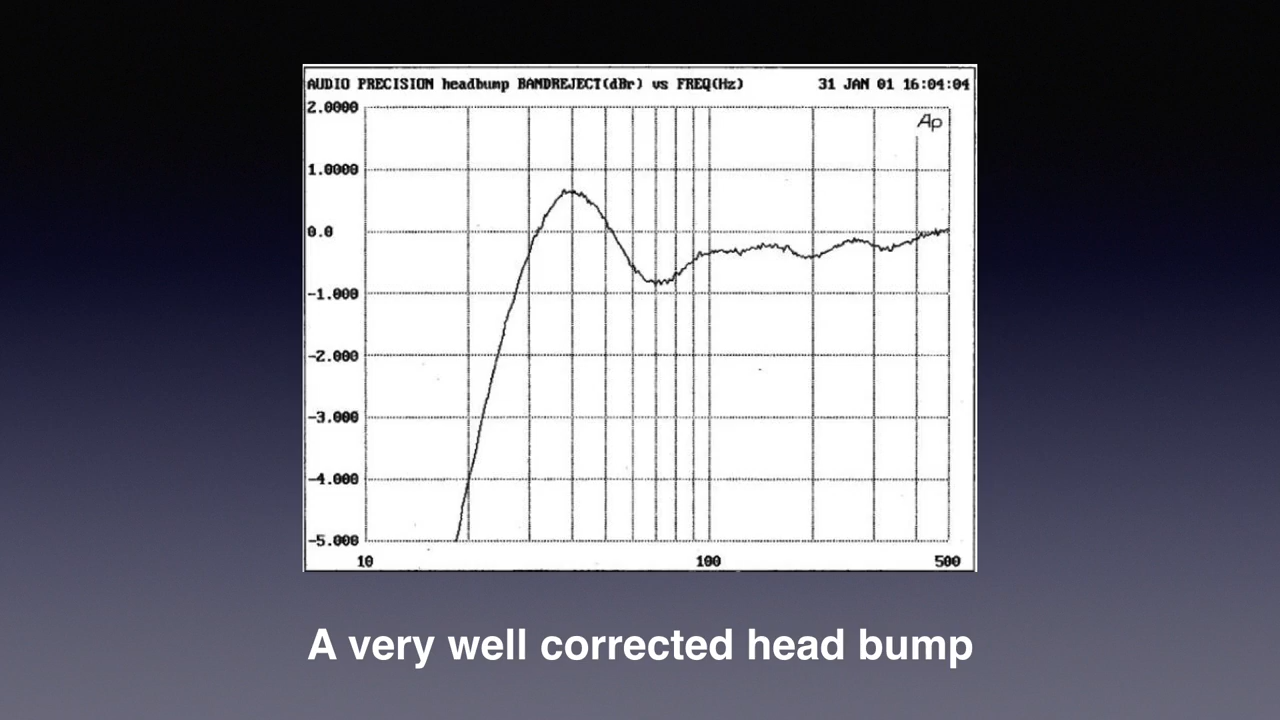 AUDIO PRECISION headbump BANDREJECT(dBr) vs FREQ(Hz) 31 JAN 01 16:04:04
2.0000
Ap
1.0000
0.0
-1.000
-2.000
-3.000
-4.000
-5.000
10 100 500
A very well corrected head bump